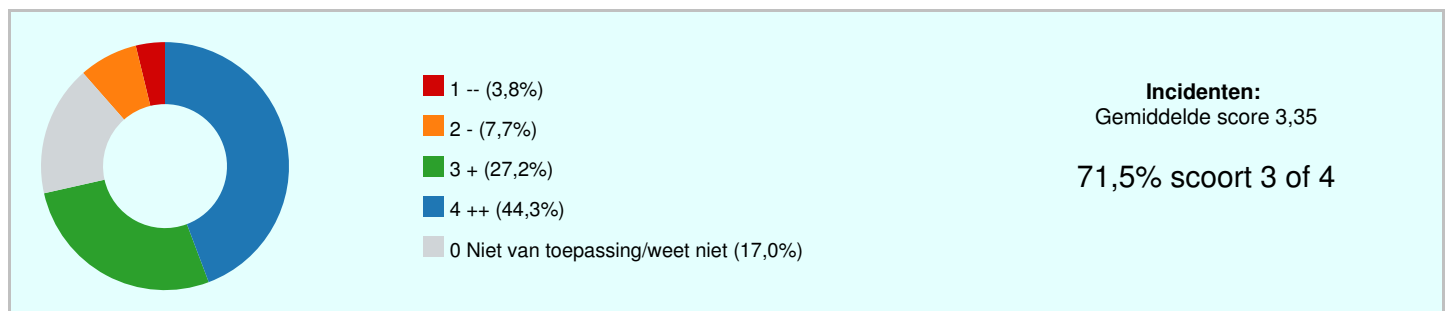 1 -- (3,8%)
2 - (7,7%)
3 + (27,2%)
4 ++ (44,3%)
0 Niet van toepassing/weet niet (17,0%)
Incidenten:
Gemiddelde score 3,35
71,5% scoort 3 of 4